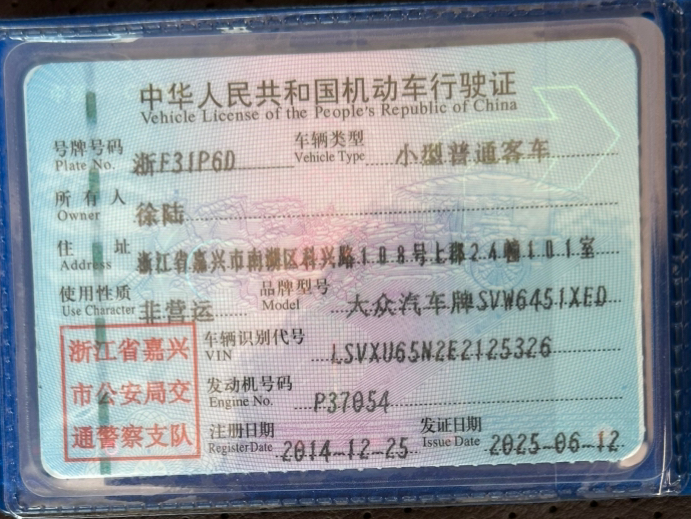 中华人民共和国机动车行驶证
Vehicle License of the People's Republic of China
号牌号码 浙F31P6D 车辆类型 小型普通客车
Plate No. Vehicle Type
所有人 徐陆
Owner
住址 浙江省嘉兴市南湖区科兴路108号上郡24幢101室
Address
使用性质 非营运 品牌型号 大众汽车牌SVW6451XED
Use Character Model
浙江省嘉兴
市公安局交
通警察支队
车辆识别代号 LSVXU65N2E2125326
VIN
发动机号码 P37054
Engine No.
注册日期 2014-12-25 发证日期 2025-06-12
Register Date Issue Date